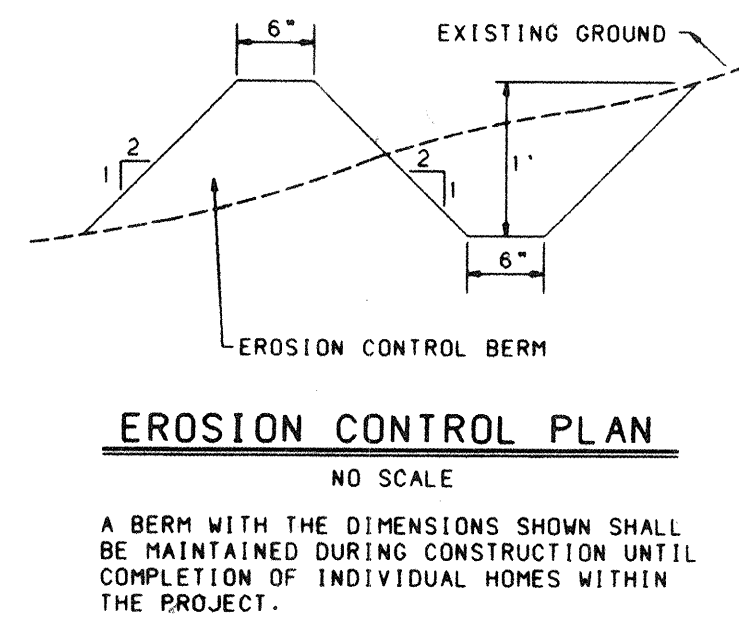 6"
EXISTING GROUND
2
1
2
1
1'
6"
EROSION CONTROL BERM
EROSION CONTROL PLAN
NO SCALE
A BERM WITH THE DIMENSIONS SHOWN SHALL
BE MAINTAINED DURING CONSTRUCTION UNTIL
COMPLETION OF INDIVIDUAL HOMES WITHIN
THE PROJECT.